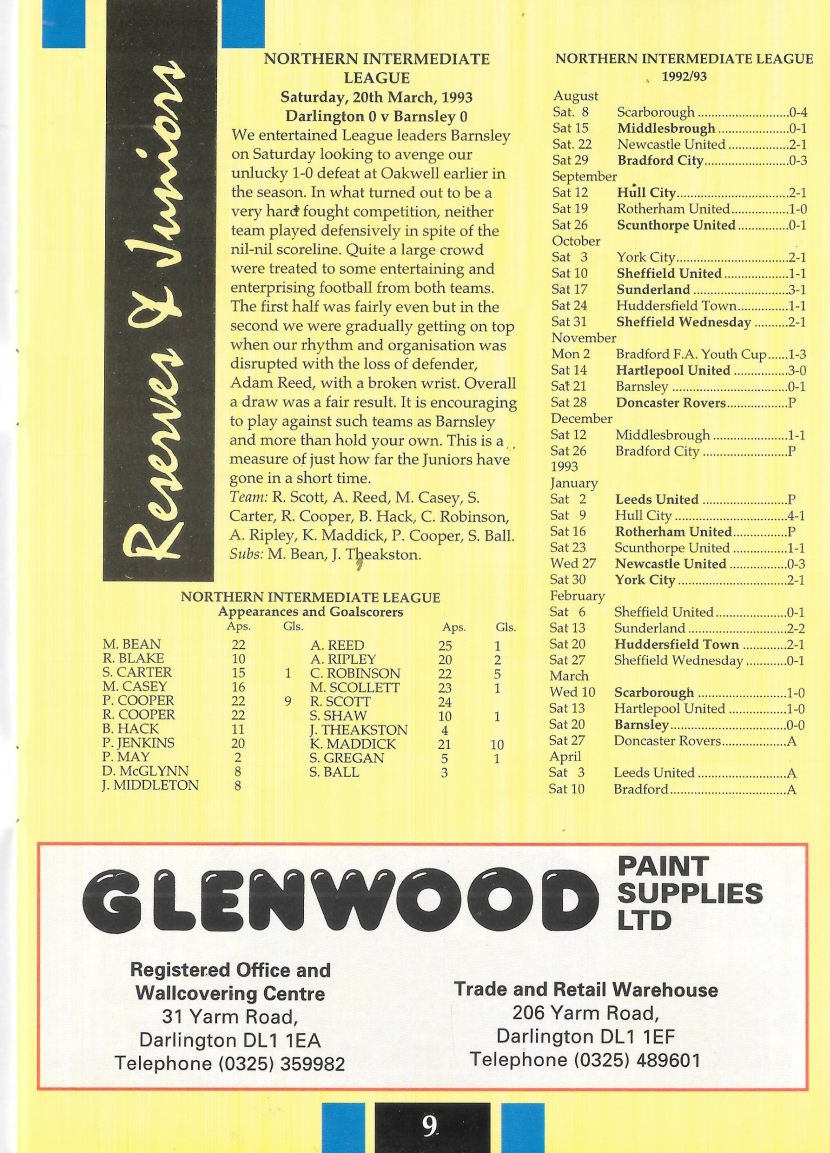 Reserves & Juniors
NORTHERN INTERMEDIATE
LEAGUE
Saturday, 20th March, 1993
Darlington 0 v Barnsley 0
We entertained League leaders Barnsley
on Saturday looking to avenge our
unlucky 1-0 defeat at Oakwell earlier in
the season. In what turned out to be a
very hard fought competition, neither
team played defensively in spite of the
nil-nil scoreline. Quite a large crowd
were treated to some entertaining and
enterprising football from both teams.
The first half was fairly even but in the
second we were gradually getting on top
when our rhythm and organisation was
disrupted with the loss of defender,
Adam Reed, with a broken wrist. Overall
a draw was a fair result. It is encouraging
to play against such teams as Barnsley
and more than hold your own. This is a
measure of just how far the Juniors have
gone in a short time.
Team: R. Scott, A. Reed, M. Casey, S.
Carter, R. Cooper, B. Hack, C. Robinson,
A. Ripley, K. Maddick, P. Cooper, S. Ball.
Subs: M. Bean, J. Theakston.
NORTHERN INTERMEDIATE LEAGUE
Appearances and Goalscorers
Aps. Gls. Aps. Gls.
M. BEAN 22 A. REED 25 1
R. BLAKE 10 A. RIPLEY 20 2
S. CARTER 15 1 C. ROBINSON 22 5
M. CASEY 16 M. SCOLLETT 23 1
P. COOPER 22 9 R. SCOTT 24
R. COOPER 22 S. SHAW 10 1
B. HACK 11 J. THEAKSTON 4
P. JENKINS 20 K. MADDICK 21 10
P. MAY 2 S. GREGAN 5 1
D. McGLYNN 8 S. BALL 3
J. MIDDLETON 8
NORTHERN INTERMEDIATE LEAGUE
1992/93
August
Sat. 8 Scarborough ........................0-4
Sat 15 Middlesbrough ...................0-1
Sat. 22 Newcastle United ................2-1
Sat 29 Bradford City......................0-3
September
Sat 12 Hull City.............................2-1
Sat 19 Rotherham United...............1-0
Sat 26 Scunthorpe United..............0-1
October
Sat 3 York City.............................2-1
Sat 10 Sheffield United..................1-1
Sat 17 Sunderland .........................3-1
Sat 24 Huddersfield Town..............1-1
Sat 31 Sheffield Wednesday .........2-1
November
Mon 2 Bradford F.A. Youth Cup.....1-3
Sat 14 Hartlepool United ...............3-0
Sat 21 Barnsley ..............................0-1
Sat 28 Doncaster Rovers................P
December
Sat 12 Middlesbrough ....................1-1
Sat 26 Bradford City .......................P
1993
January
Sat 2 Leeds United .......................P
Sat 9 Hull City ..............................4-1
Sat 16 Rotherham United...............P
Sat 23 Scunthorpe United ...............1-1
Wed 27 Newcastle United ...............0-3
Sat 30 York City .............................2-1
February
Sat 6 Sheffield United...................0-1
Sat 13 Sunderland ..........................2-2
Sat 20 Huddersfield Town ............2-1
Sat 27 Sheffield Wednesday ...........0-1
March
Wed 10 Scarborough ........................1-0
Sat 13 Hartlepool United ................1-0
Sat 20 Barnsley...............................0-0
Sat 27 Doncaster Rovers.................A
April
Sat 3 Leeds United .......................A
Sat 10 Bradford...............................A
GLENWOOD
PAINT
SUPPLIES
LTD
Registered Office and
Wallcovering Centre
31 Yarm Road,
Darlington DL1 1EA
Telephone (0325) 359982
Trade and Retail Warehouse
206 Yarm Road,
Darlington DL1 1EF
Telephone (0325) 489601
9